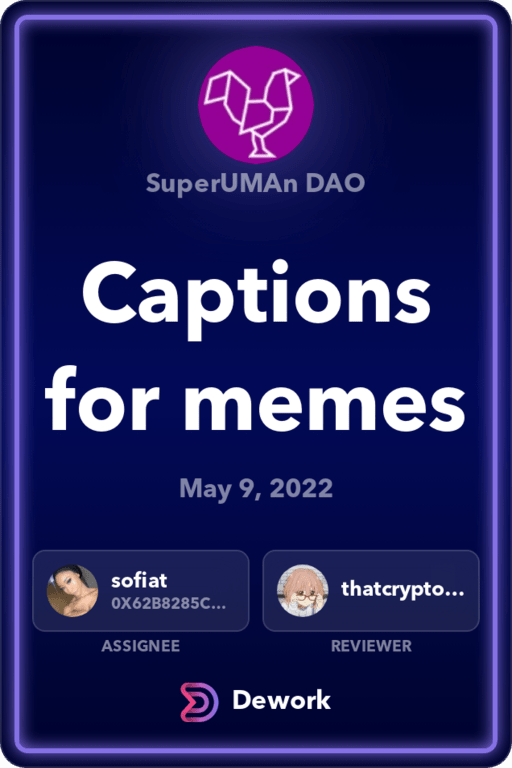 SuperUMAn DAO
Captions
for memes
May 9, 2022
sofiat
0X62B8285C...
thatcrypto...
ASSIGNEE
REVIEWER
Dework